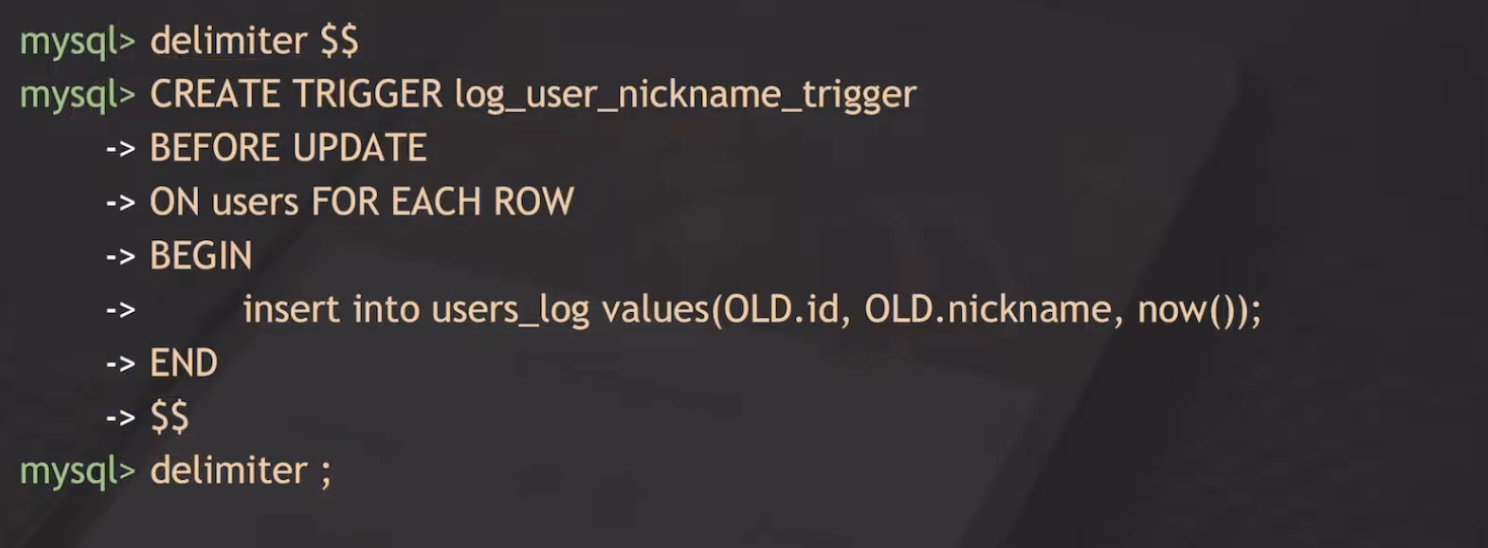 mysql> delimiter $$
mysql> CREATE TRIGGER log_user_nickname_trigger
-> BEFORE UPDATE
-> ON users FOR EACH ROW
-> BEGIN
-> insert into users_log values(OLD.id, OLD.nickname, now());
-> END
-> $$
mysql> delimiter ;